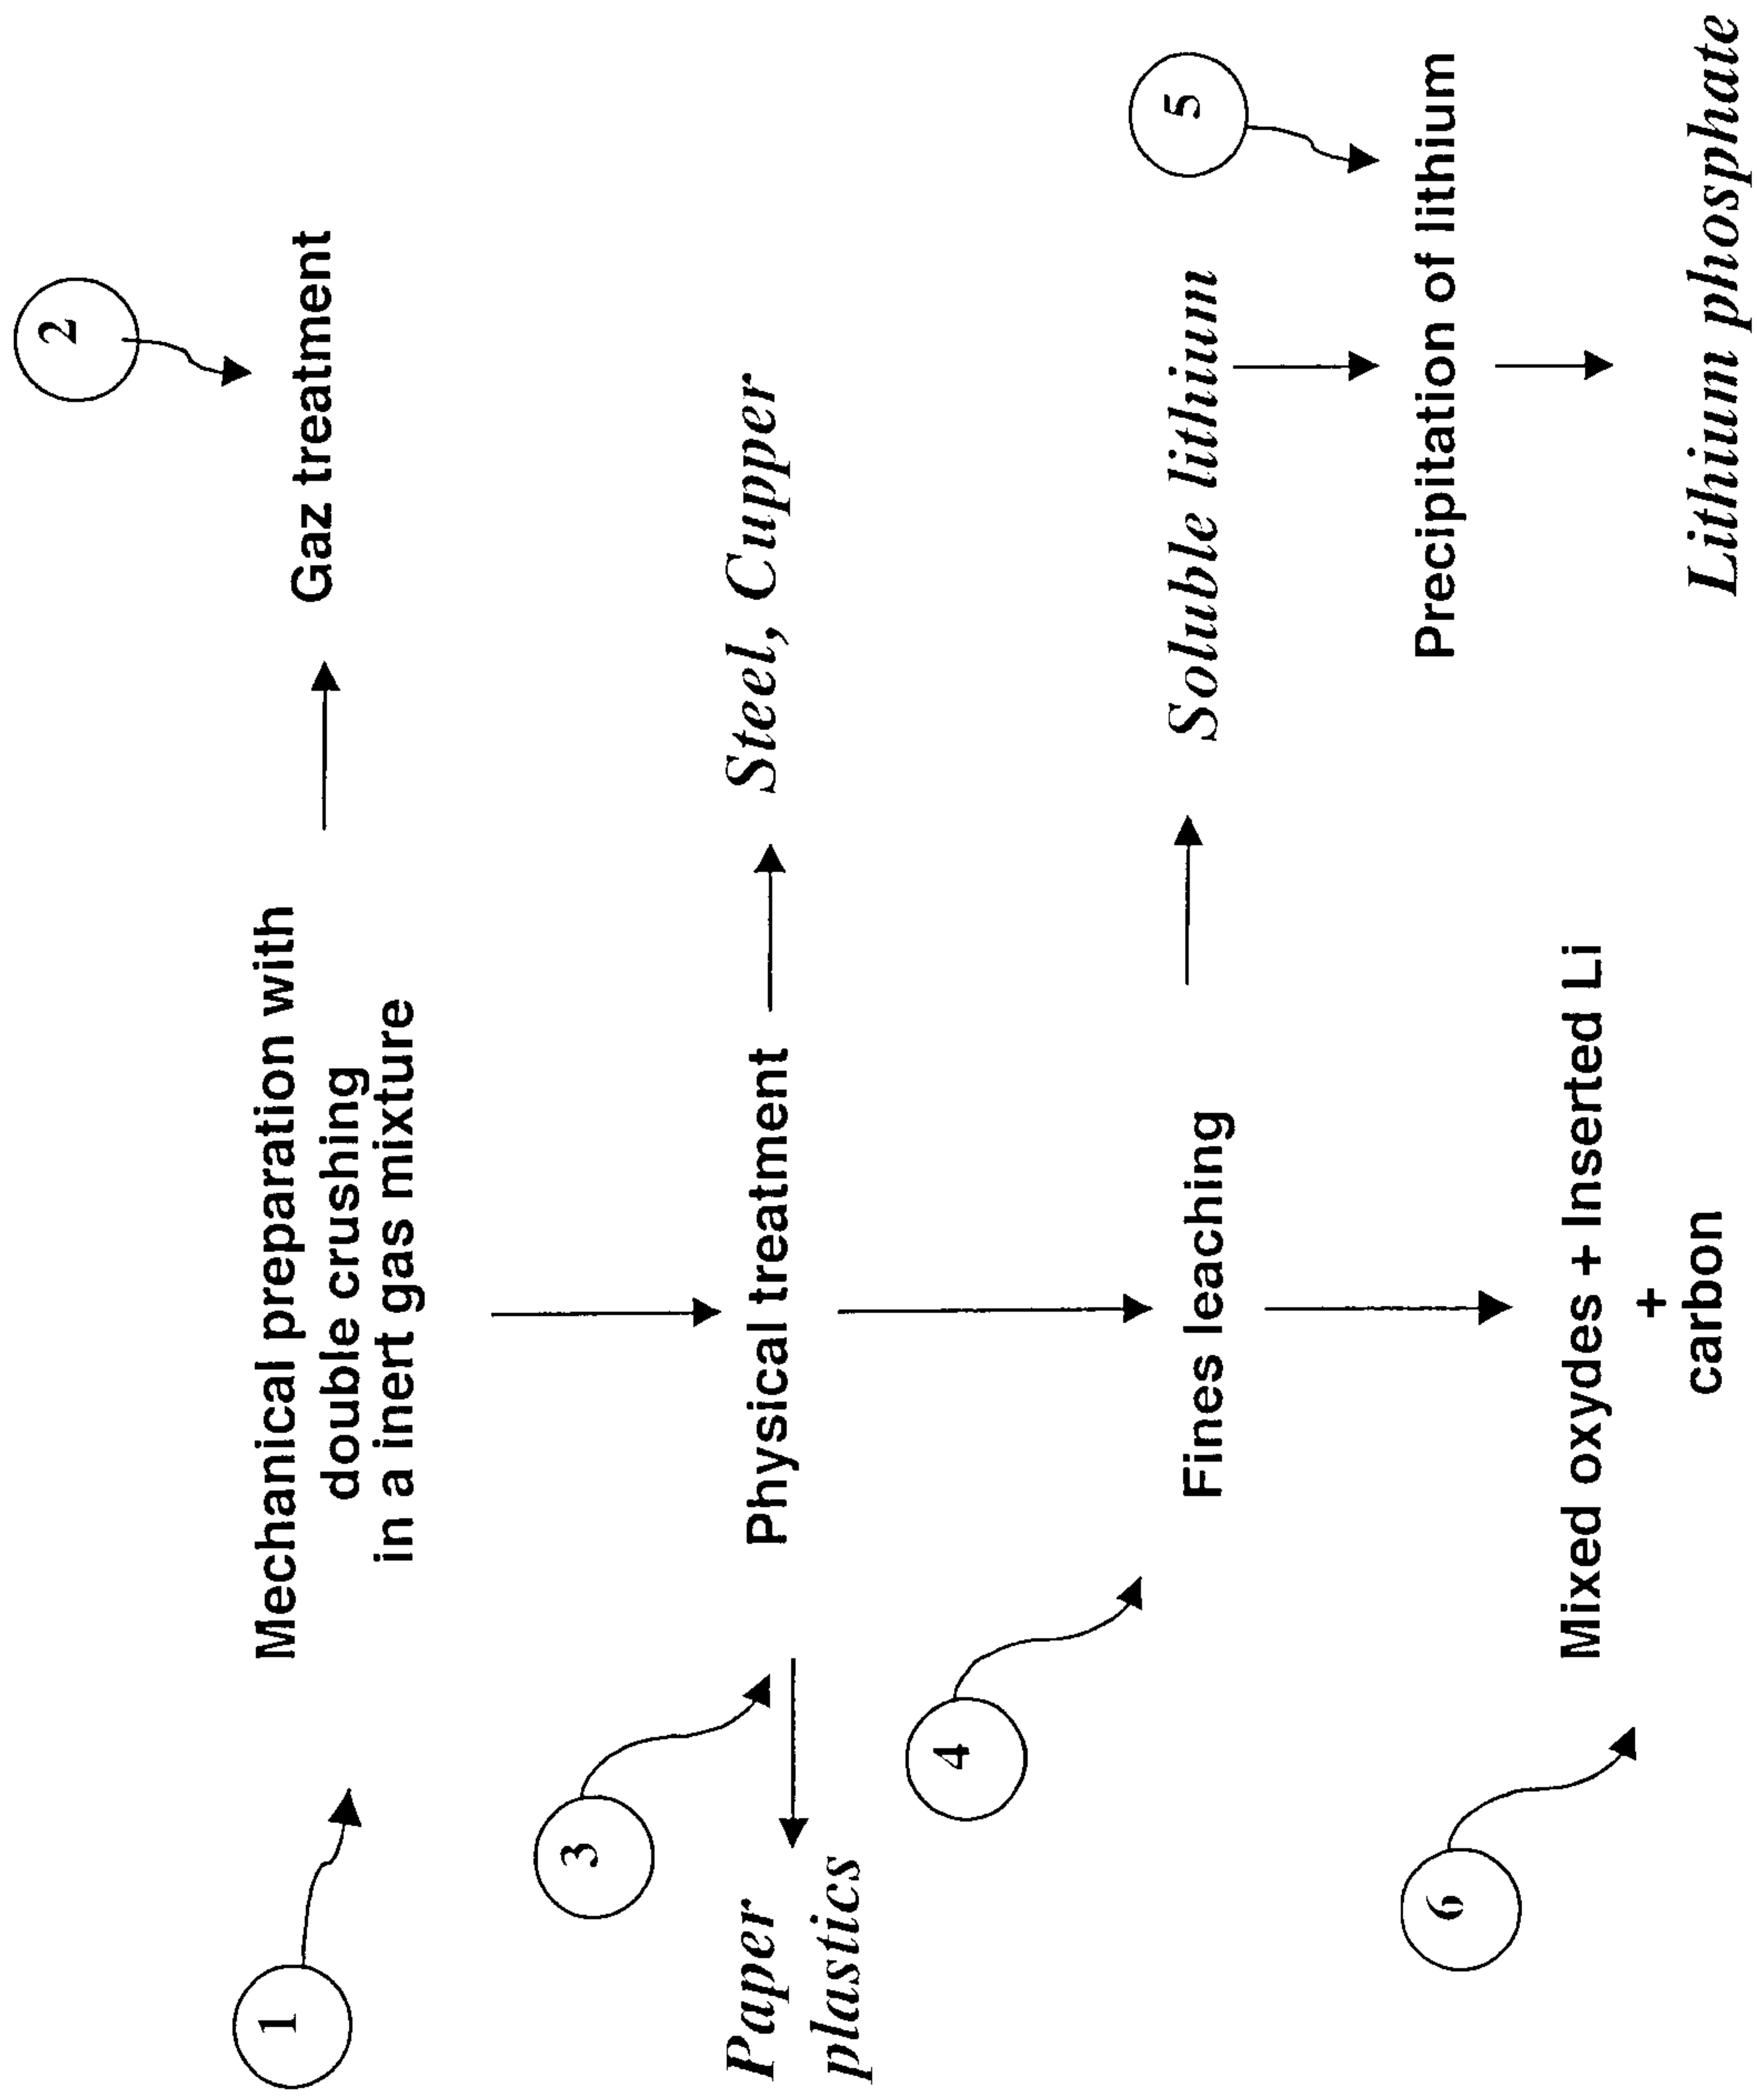 1
Mechanical preparation with
double crushing
in a inert gas mixture
2
Gaz treatment
3
Paper
plastics
Physical treatment
Steel, Cupper
4
Fines leaching
Soluble lithium
5
Precipitation of lithium
Lithium phosphate
6
Mixed oxydes + Inserted Li
+
carbon